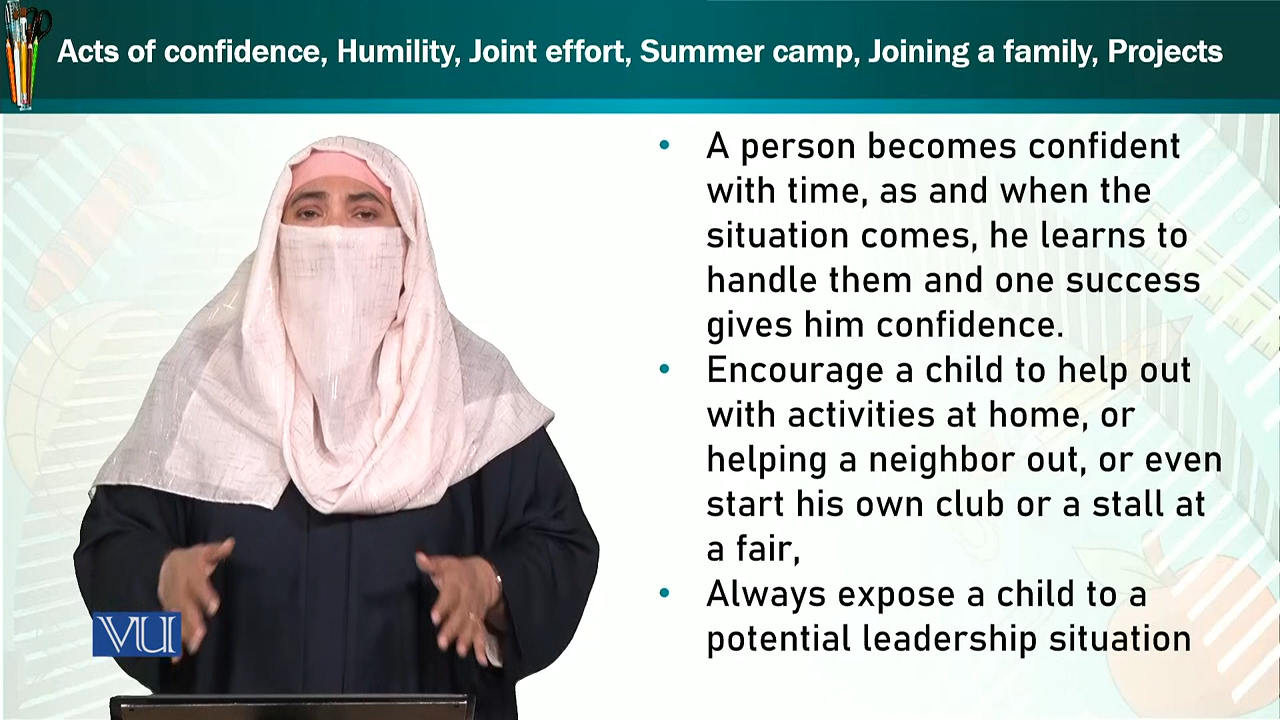 Acts of confidence, Humility, Joint effort, Summer camp, Joining a family, Projects
• A person becomes confident
with time, as and when the
situation comes, he learns to
handle them and one success
gives him confidence.
• Encourage a child to help out
with activities at home, or
helping a neighbor out, or even
start his own club or a stall at
a fair,
• Always expose a child to a
potential leadership situation
VU